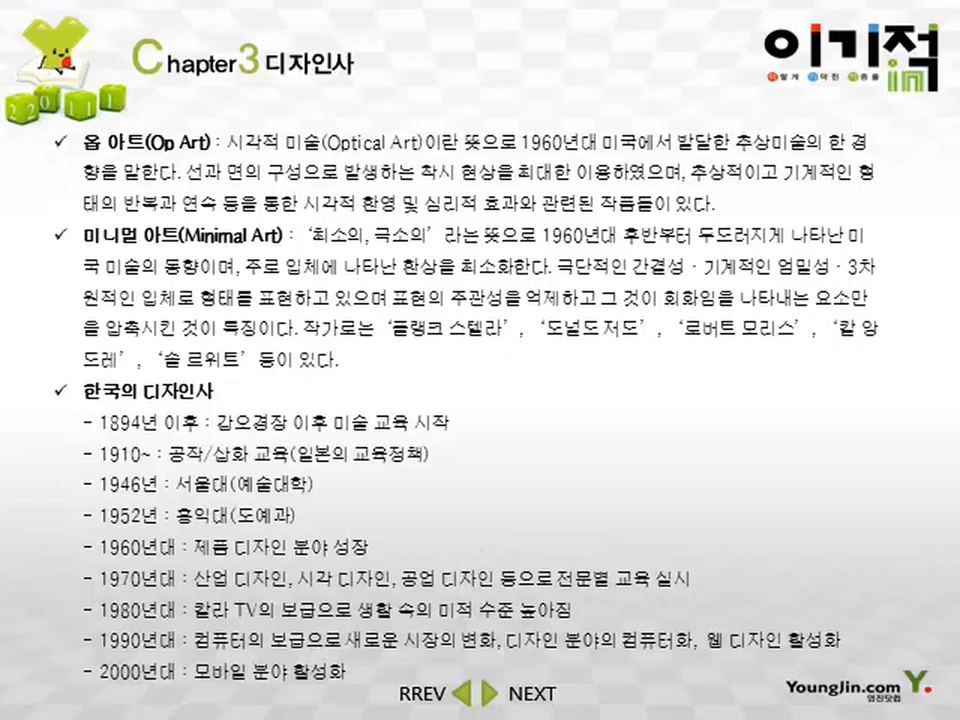 Chapter3 디자인사
이기적in
이렇게 기막힌 적중률
2011
✓ 옵 아트(Op Art) : 시각적 미술(Optical Art)이란 뜻으로 1960년대 미국에서 발달한 추상미술의 한 경
향을 말한다. 선과 면의 구성으로 발생하는 착시 현상을 최대한 이용하였으며, 추상적이고 기계적인 형
태의 반복과 연속 등을 통한 시각적 환영 및 심리적 효과와 관련된 작품들이 있다.
✓ 미니멀 아트(Minimal Art) : ‘최소의, 극소의’라는 뜻으로 1960년대 후반부터 두드러지게 나타난 미
국 미술의 동향이며, 주로 입체에 나타난 환상을 최소화한다. 극단적인 간결성 · 기계적인 엄밀성 · 3차
원적인 입체로 형태를 표현하고 있으며 표현의 주관성을 억제하고 그 것이 회화임을 나타내는 요소만
을 압축시킨 것이 특징이다. 작가로는 ‘플랭크 스텔라’, ‘도널드 저드’, ‘로버트 모리스’, ‘칼 앙
드레’, ‘솔 르위트’ 등이 있다.
✓ 한국의 디자인사
- 1894년 이후 : 갑오경장 이후 미술 교육 시작
- 1910~ : 공작/삽화 교육(일본의 교육정책)
- 1946년 : 서울대(예술대학)
- 1952년 : 홍익대(도예과)
- 1960년대 : 제품 디자인 분야 성장
- 1970년대 : 산업 디자인, 시각 디자인, 공업 디자인 등으로 전문별 교육 실시
- 1980년대 : 칼라 TV의 보급으로 생활 속의 미적 수준 높아짐
- 1990년대 : 컴퓨터의 보급으로 새로운 시장의 변화, 디자인 분야의 컴퓨터화, 웹 디자인 활성화
- 2000년대 : 모바일 분야 활성화
RREV NEXT
YoungJin.com Y.
영진닷컴